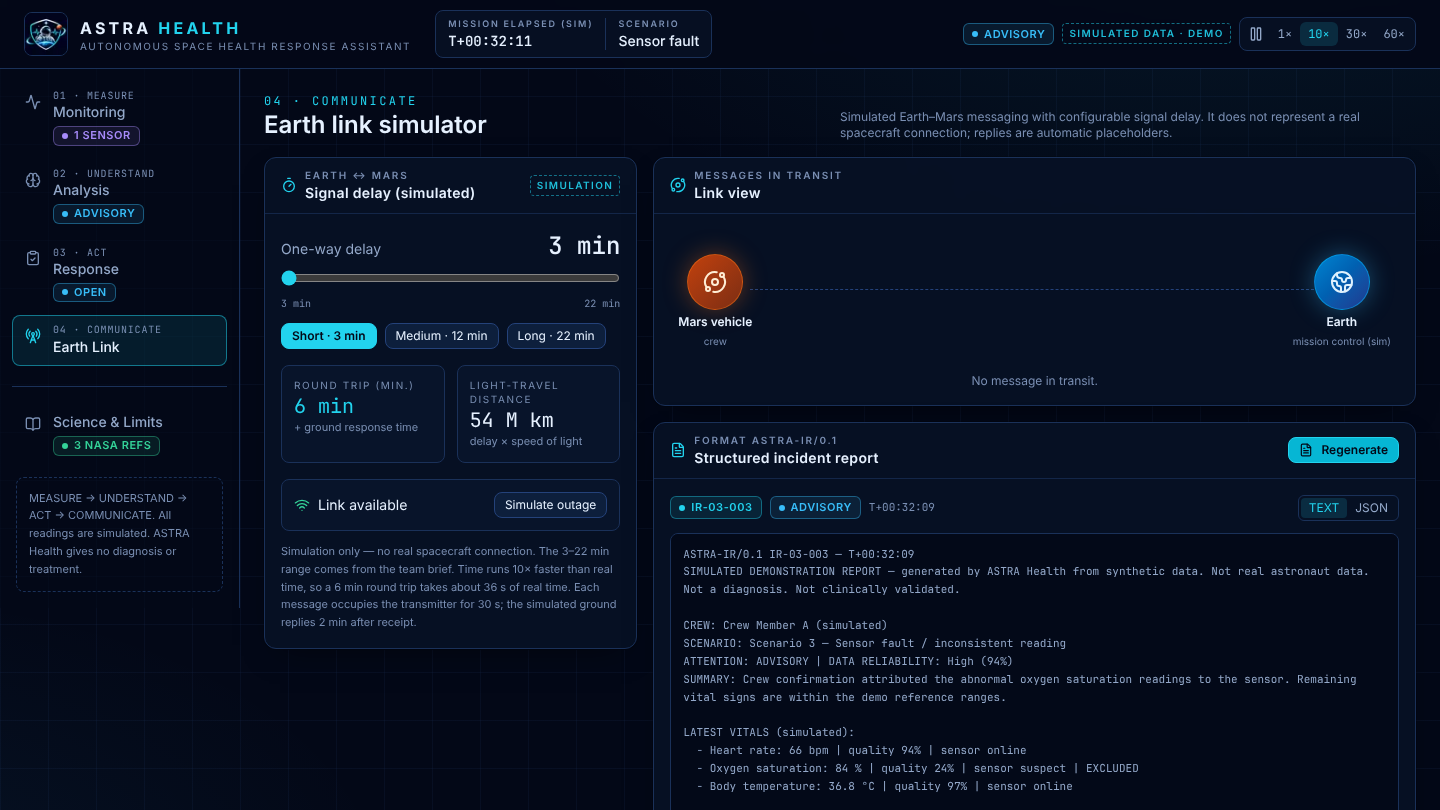 ASTRA HEALTH
AUTONOMOUS SPACE HEALTH RESPONSE ASSISTANT
MISSION ELAPSED (SIM)
T+00:32:11
SCENARIO
Sensor fault
ADVISORY
SIMULATED DATA · DEMO
1×
10×
30×
60×
01 · MEASURE
Monitoring
1 SENSOR
02 · UNDERSTAND
Analysis
ADVISORY
03 · ACT
Response
OPEN
04 · COMMUNICATE
Earth Link
Science & Limits
3 NASA REFS
MEASURE → UNDERSTAND →
ACT → COMMUNICATE. All
readings are simulated. ASTRA
Health gives no diagnosis or
treatment.
04 · COMMUNICATE
Earth link simulator
Simulated Earth–Mars messaging with configurable signal delay. It does not represent a real
spacecraft connection; replies are automatic placeholders.
EARTH ↔ MARS
Signal delay (simulated)
SIMULATION
One-way delay
3 min
3 min
22 min
Short · 3 min
Medium · 12 min
Long · 22 min
ROUND TRIP (MIN.)
6 min
+ ground response time
LIGHT-TRAVEL
DISTANCE
54 M km
delay × speed of light
Link available
Simulate outage
Simulation only — no real spacecraft connection. The 3–22 min
range comes from the team brief. Time runs 10× faster than real
time, so a 6 min round trip takes about 36 s of real time. Each
message occupies the transmitter for 30 s; the simulated ground
replies 2 min after receipt.
MESSAGES IN TRANSIT
Link view
Mars vehicle
crew
Earth
mission control (sim)
No message in transit.
FORMAT ASTRA-IR/0.1
Structured incident report
Regenerate
IR-03-003
ADVISORY
T+00:32:09
TEXT
JSON
ASTRA-IR/0.1 IR-03-003 — T+00:32:09
SIMULATED DEMONSTRATION REPORT — generated by ASTRA Health from synthetic data. Not real astronaut data.
Not a diagnosis. Not clinically validated.
CREW: Crew Member A (simulated)
SCENARIO: Scenario 3 — Sensor fault / inconsistent reading
ATTENTION: ADVISORY | DATA RELIABILITY: High (94%)
SUMMARY: Crew confirmation attributed the abnormal oxygen saturation readings to the sensor. Remaining
vital signs are within the demo reference ranges.
LATEST VITALS (simulated):
- Heart rate: 66 bpm | quality 94% | sensor online
- Oxygen saturation: 84 % | quality 24% | sensor suspect | EXCLUDED
- Body temperature: 36.8 °C | quality 97% | sensor online